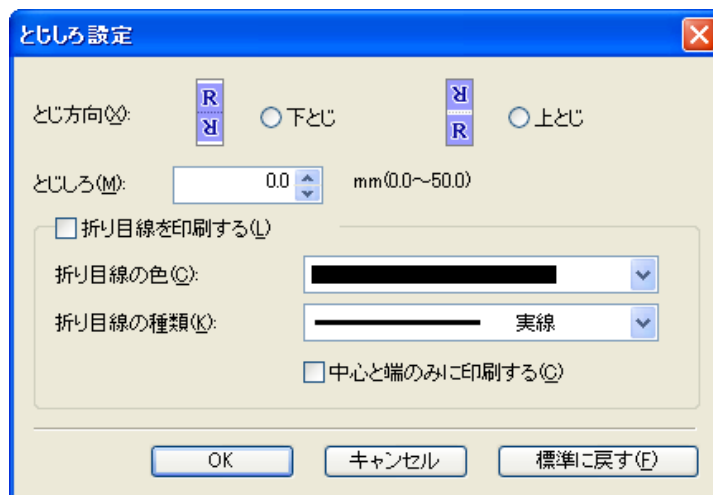 とじしろ設定
とじ方向(X): R R 下とじ R R 上とじ
とじしろ(M): 0.0 mm(0.0～50.0)
折り目線を印刷する(L)
折り目線の色(C):
折り目線の種類(K): 実線
中心と端のみに印刷する(C)
OK キャンセル 標準に戻す(F)